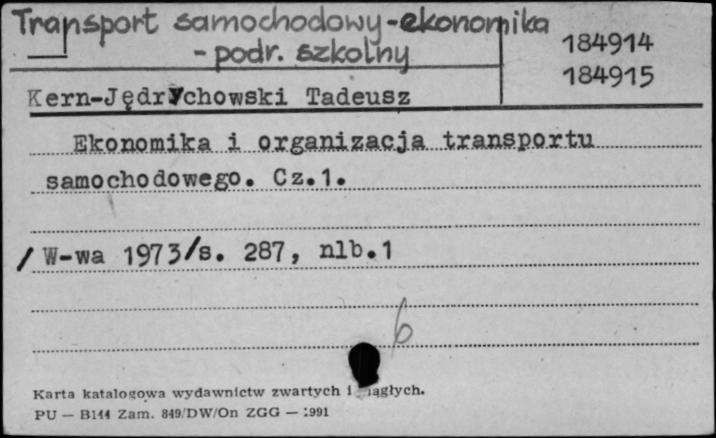 Transport samochodowy-ekonomika
- podr. szkolny
184914
184915
Kern-Jędrychowski Tadeusz
Ekonomika i organizacja transportu
samochodowego. Cz.1.
/ W-wa 1973/s. 287, nlb.1
6
Karta katalogowa wydawnictw zwartych i
PU — B144 Zam. 849/DW/On ZGG — 1991